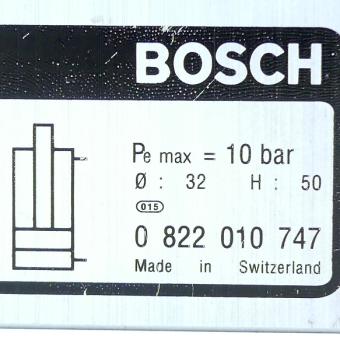 BOSCH
Pe max = 10 bar
Ø : 32 H : 50
015
0 822 010 747
Made in Switzerland